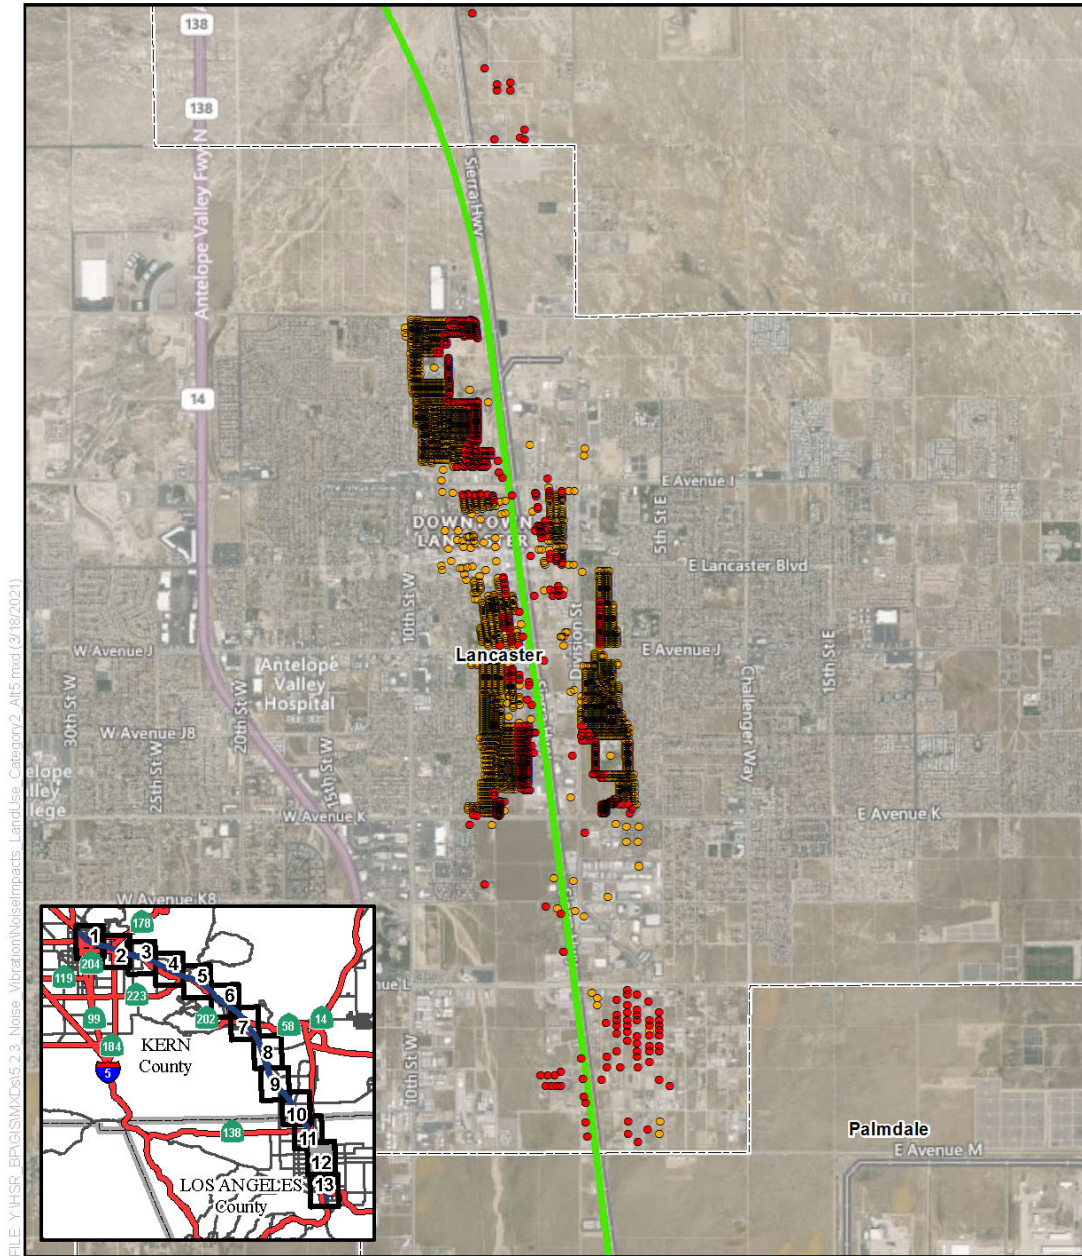 138
138
Antelope Valley Fwy N
Sierra Hwy
14
E Avenue I
5th St E
DOWNTOWN
LANCASTER
E Lancaster Blvd
10th St W
Division St
W Avenue J
Lancaster
E Avenue J
15th St E
Antelope
Valley
Hospital
30th St W
20th St W
Challenger Way
W Avenue J8
25th St W
15th St W
elope
lley
lege
W Avenue K
E Avenue K
W Avenue K8
10th St W
Palmdale
E Avenue M
178
1
2
3
4
5
6
7
8
9
10
11
12
13
204
119
223
202
58
14
99
184
KERN
County
5
138
LOS ANGELES
County